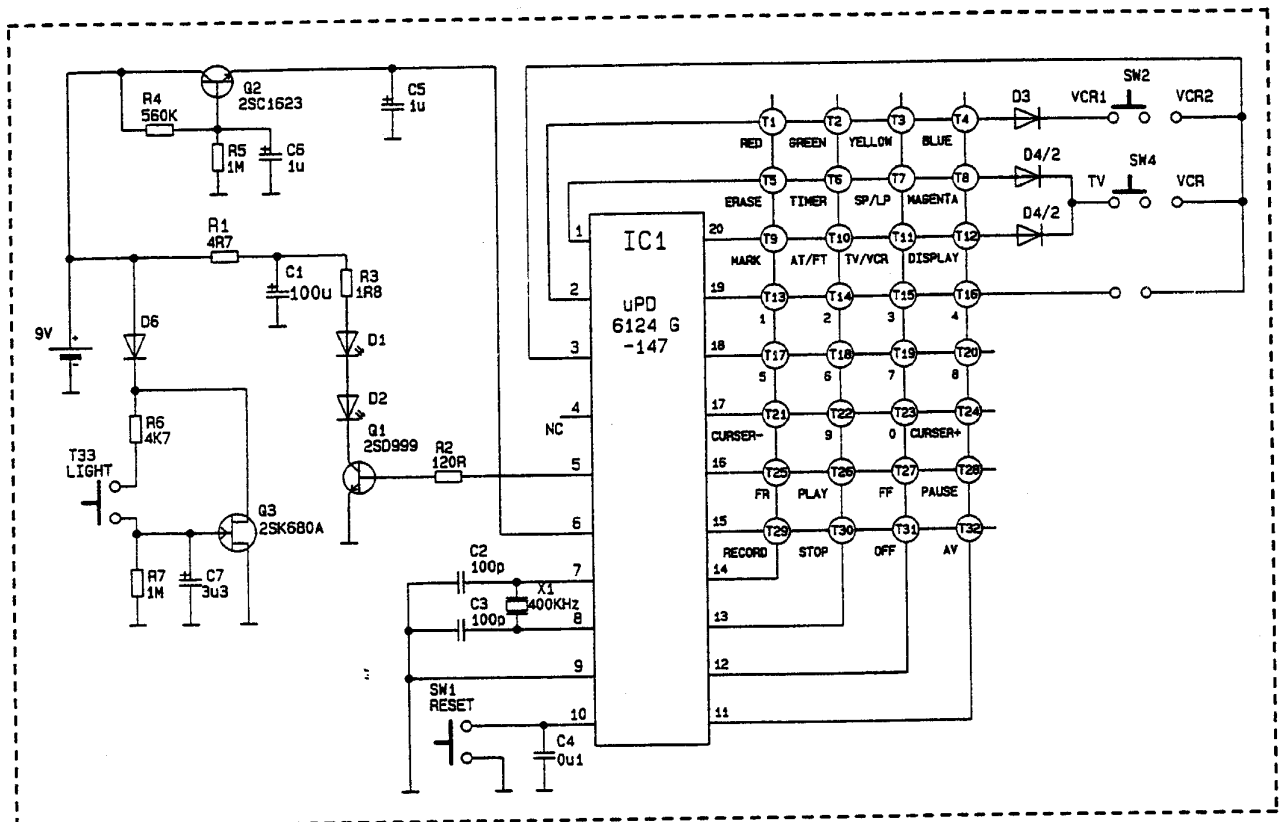 Q2
2SC1623
R4
560K
R5
1M
C6
1u
C5
1u
SW2
D3
VCR1
VCR2
T1 T2 T3 T4
RED GREEN YELLOW BLUE
D4/2
SW4
TV
VCR
T5 T6 T7 T8
ERASE TIMER SP/LP MAGENTA
D4/2
R1
4R7
C1
100u
R3
1R8
IC1
uPD
6124 G
-147
1
2
3
4
NC
5
6
7
8
9
10
20
19
18
17
16
15
14
13
12
11
T9 T10 T11 T12
MARK AT/FT TV/VCR DISPLAY
T13 T14 T15 T16
1 2 3 4
T17 T18 T19 T20
5 6 7 8
T21 T22 T23 T24
CURSER- 9 0 CURSER+
T25 T26 T27 T28
FR PLAY FF PAUSE
T29 T30 T31 T32
RECORD STOP OFF AV
9V
+
-
D6
D1
D2
Q1
2SD999
R2
120R
R6
4K7
T33
LIGHT
Q3
2SK680A
R7
1M
C7
3u3
C2
100p
X1
400KHz
C3
100p
SW1
RESET
C4
0u1